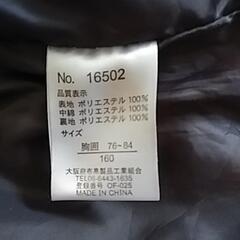 No. 16502
品質表示
表地 ポリエステル 100%
中綿 ポリエステル 100%
裏地 ポリエステル 100%
サイズ
胸囲 76-84
160
大阪府布帛製品工業組合
TEL06-6443-1635
登録番号 OF-025
MADE IN CHINA